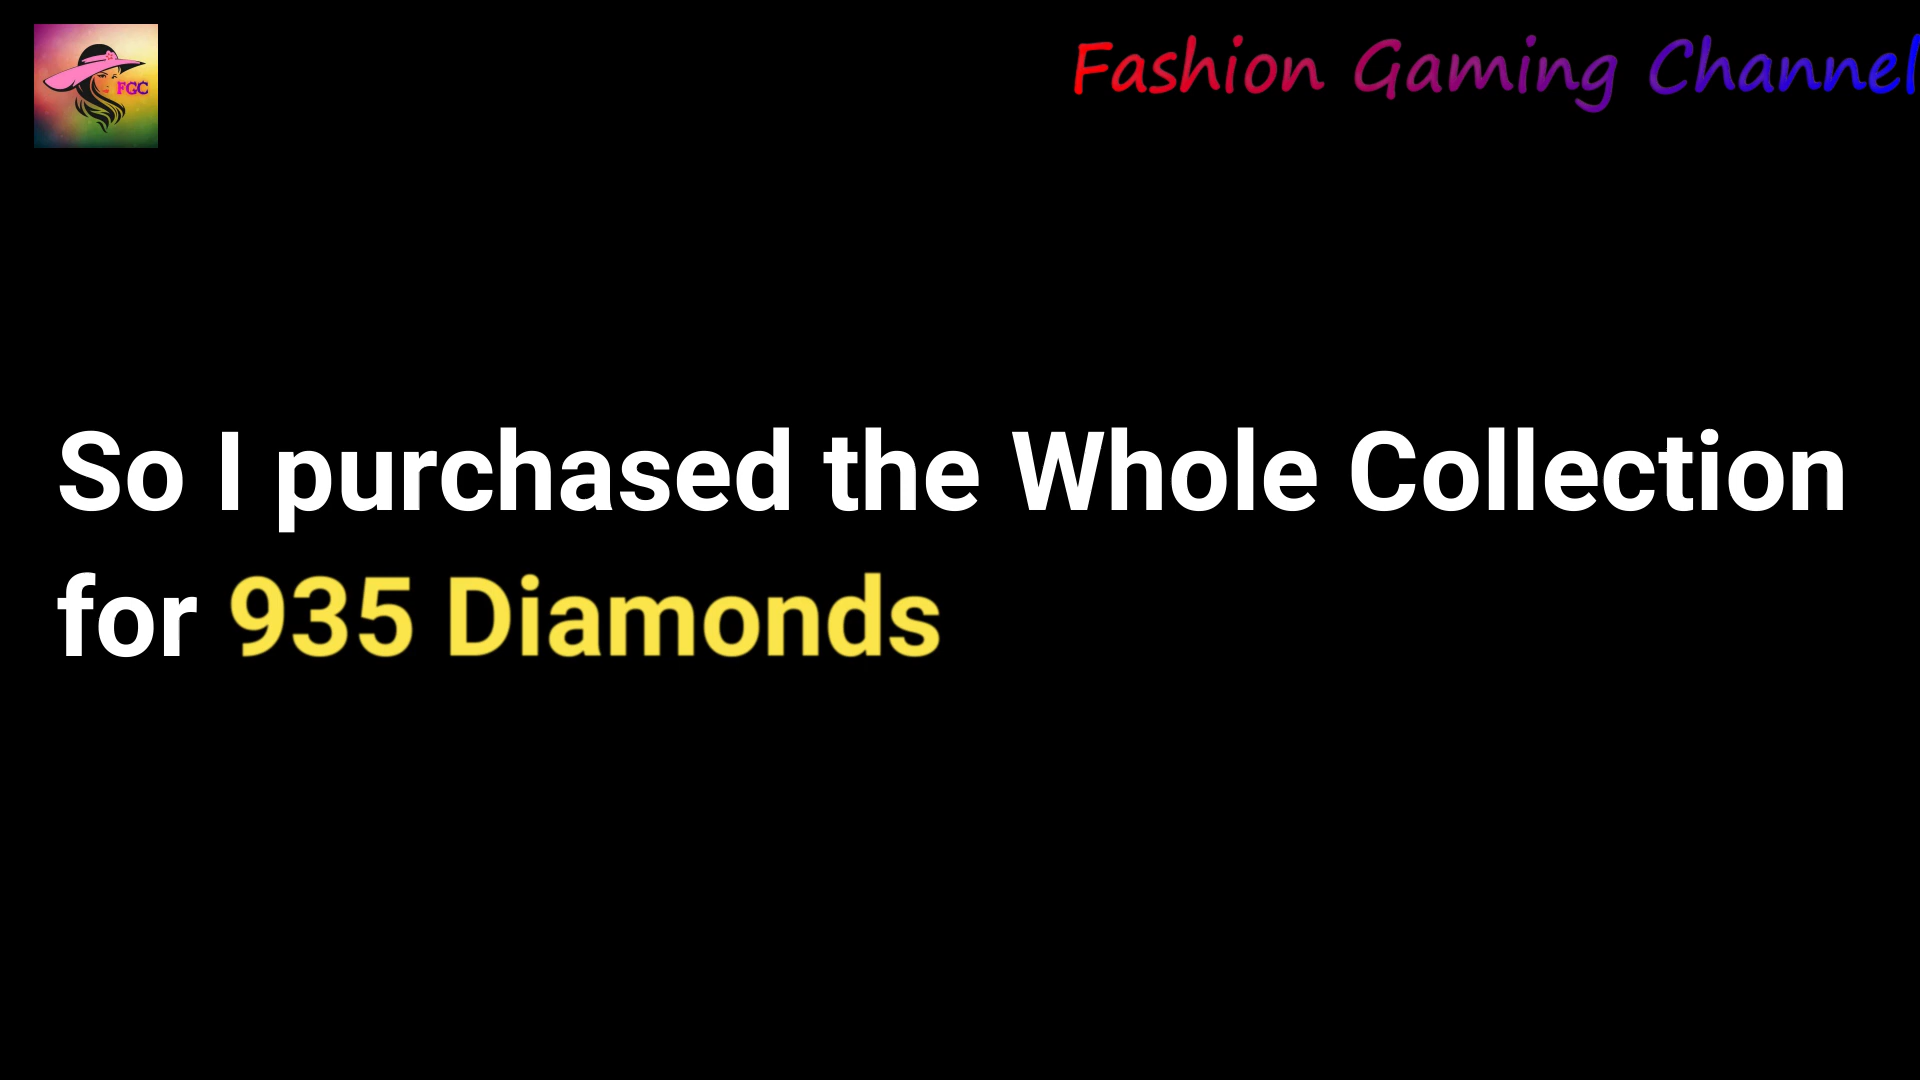 FGC
Fashion Gaming Channel
So I purchased the Whole Collection
for 935 Diamonds